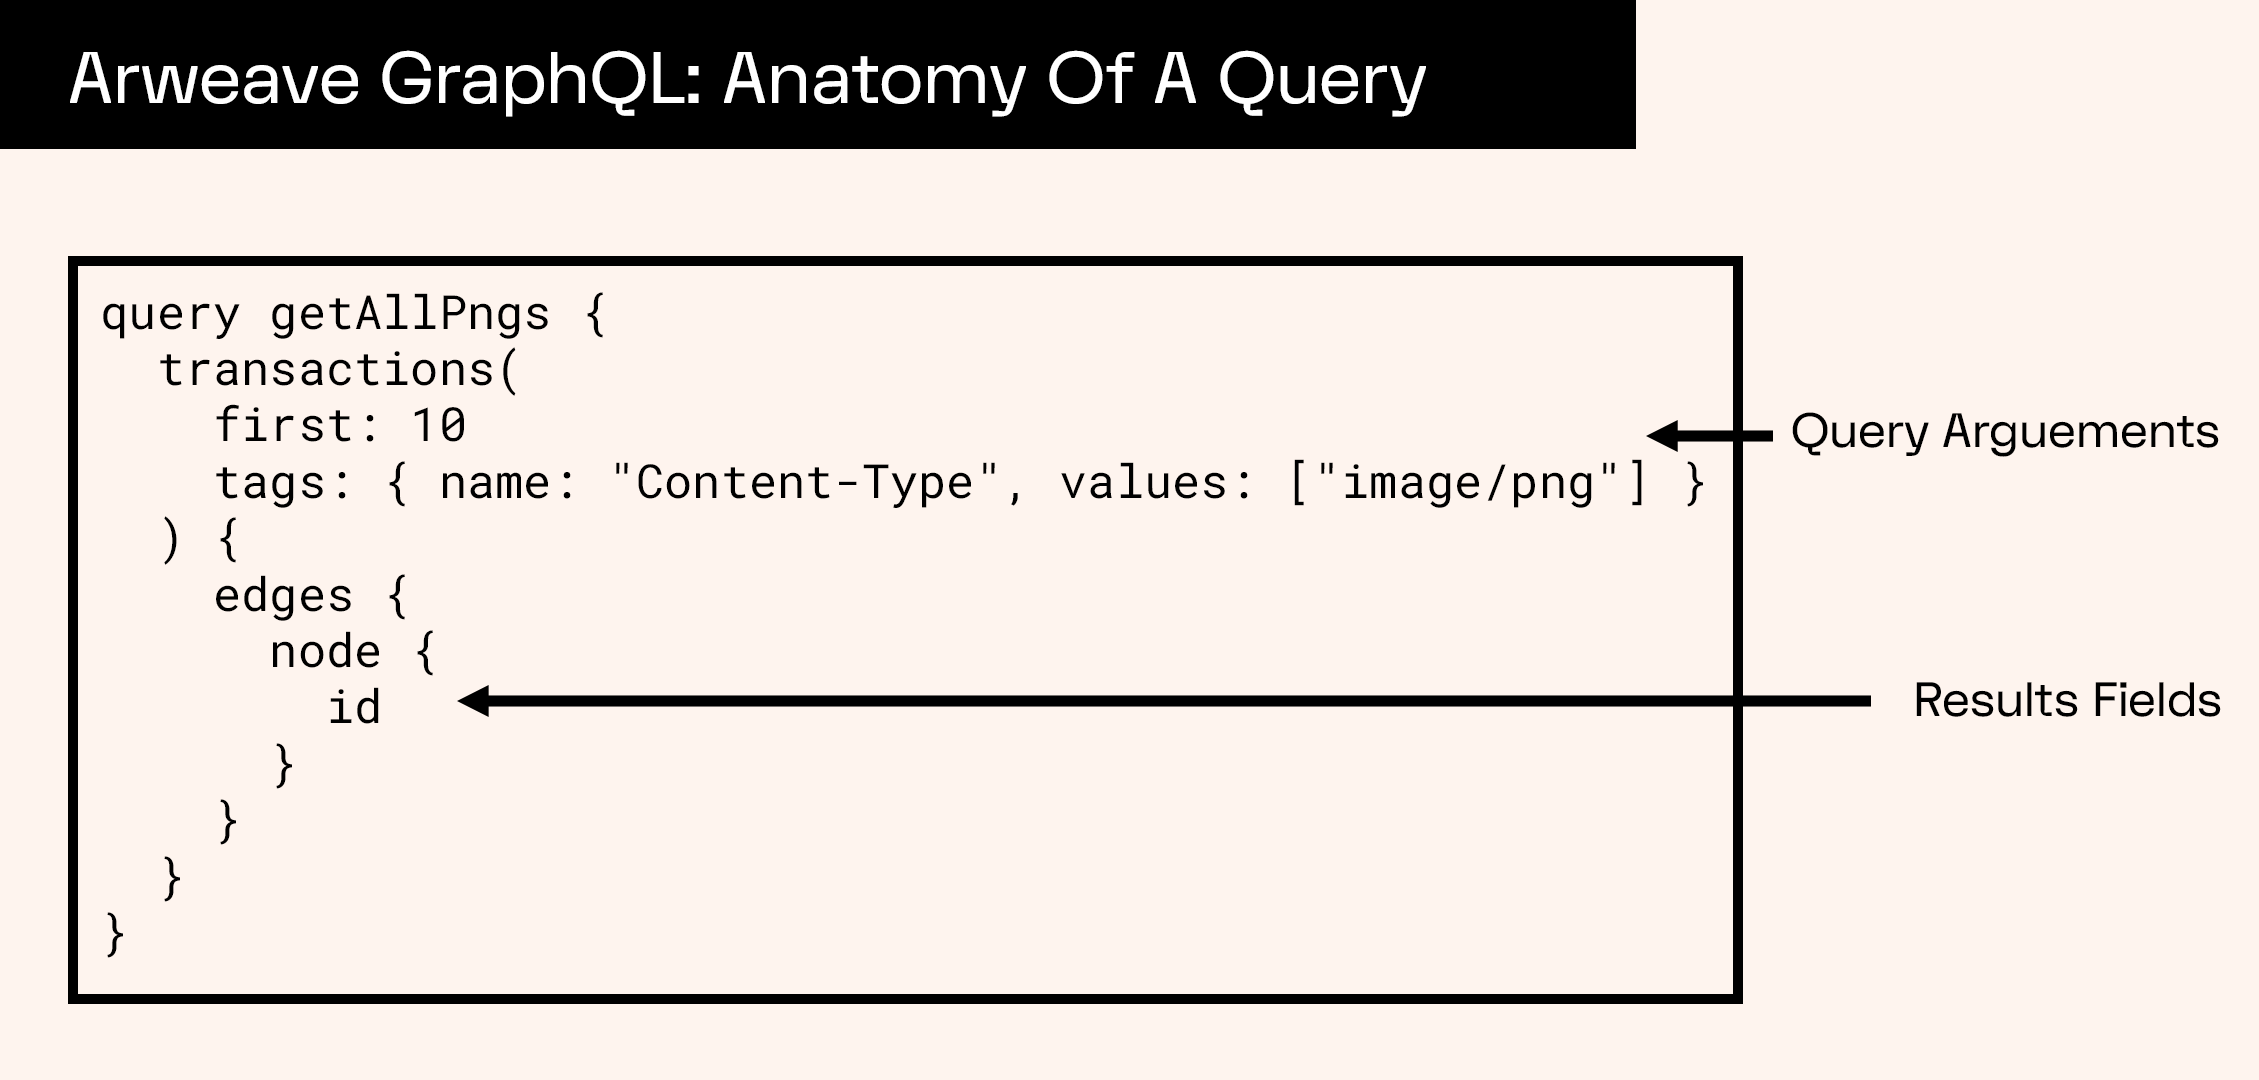 Arweave GraphQL: Anatomy Of A Query
query getAllPngs {
  transactions(
    first: 10
    tags: { name: "Content-Type", values: ["image/png"] }
  ) {
    edges {
      node {
        id
      }
    }
  }
}
Query Arguements
Results Fields